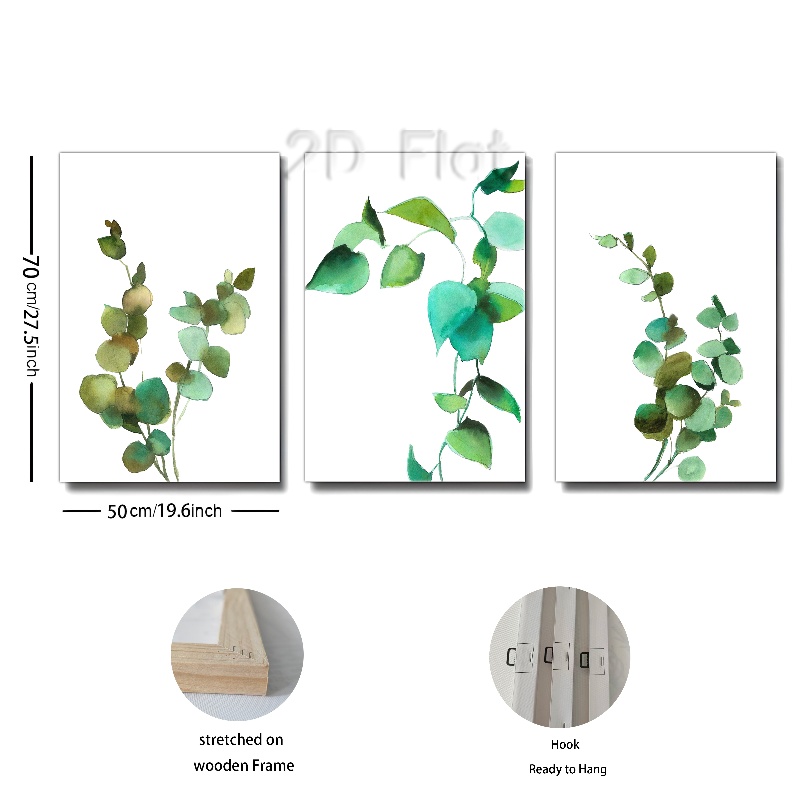 2D Flat
70 cm/27.5inch
50 cm/19.6inch
stretched on
wooden Frame
Hook
Ready to Hang